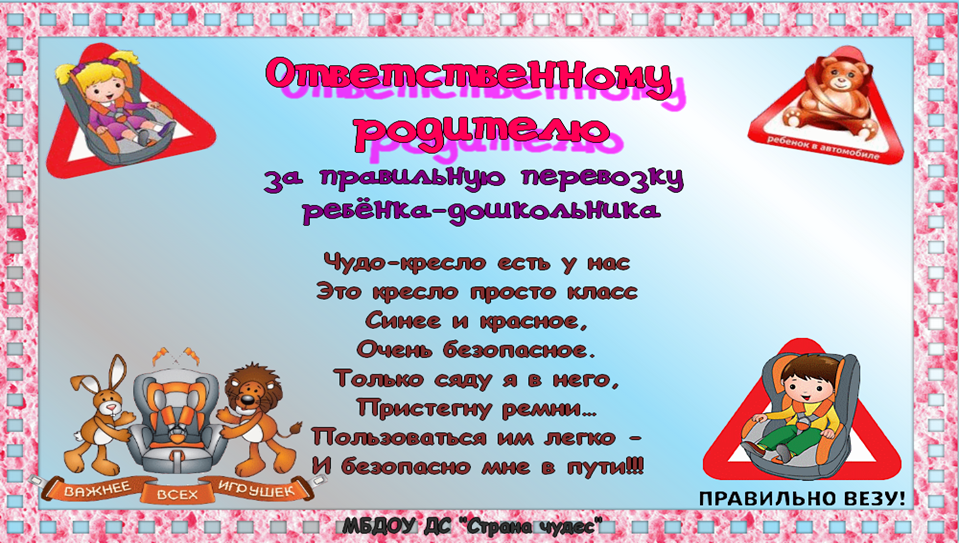 Ответственному
родителю
за правильную перевозку
ребёнка-дошкольника
ребенок в автомобиле
Чудо-кресло есть у нас
Это кресло просто класс
Синее и красное,
Очень безопасное.
Только сяду я в него,
Пристегну ремни...
Пользоваться им легко -
И безопасно мне в пути!!!
ВАЖНЕЕ ВСЕХ ИГРУШЕК
ПРАВИЛЬНО ВЕЗУ!
МБДОУ ДС "Страна чудес"